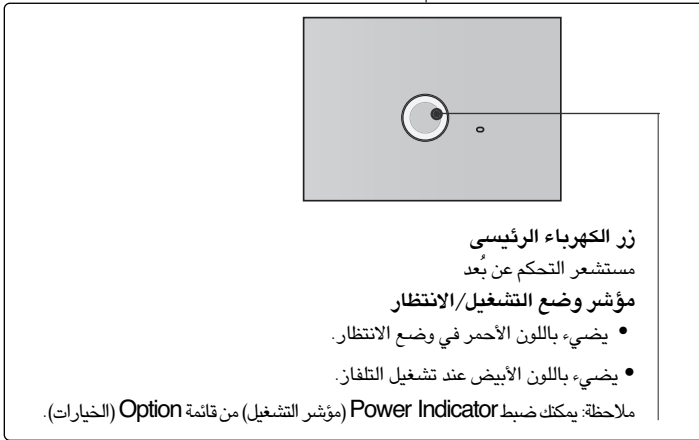 زر الكهرباء الرئيسى
مستشعر التحكم عن بُعد
مؤشر وضع التشغيل/الانتظار
• يضيء باللون الأحمر في وضع الانتظار.
• يضيء باللون الأبيض عند تشغيل التلفاز.
ملاحظة: يمكنك ضبط Power Indicator (مؤشر التشغيل) من قائمة Option (الخيارات).